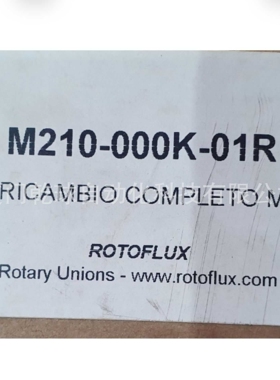 M210-000K-01R
RICAMBIO COMPLETO M
ROTOFLUX
Rotary Unions - www.rotoflux.com